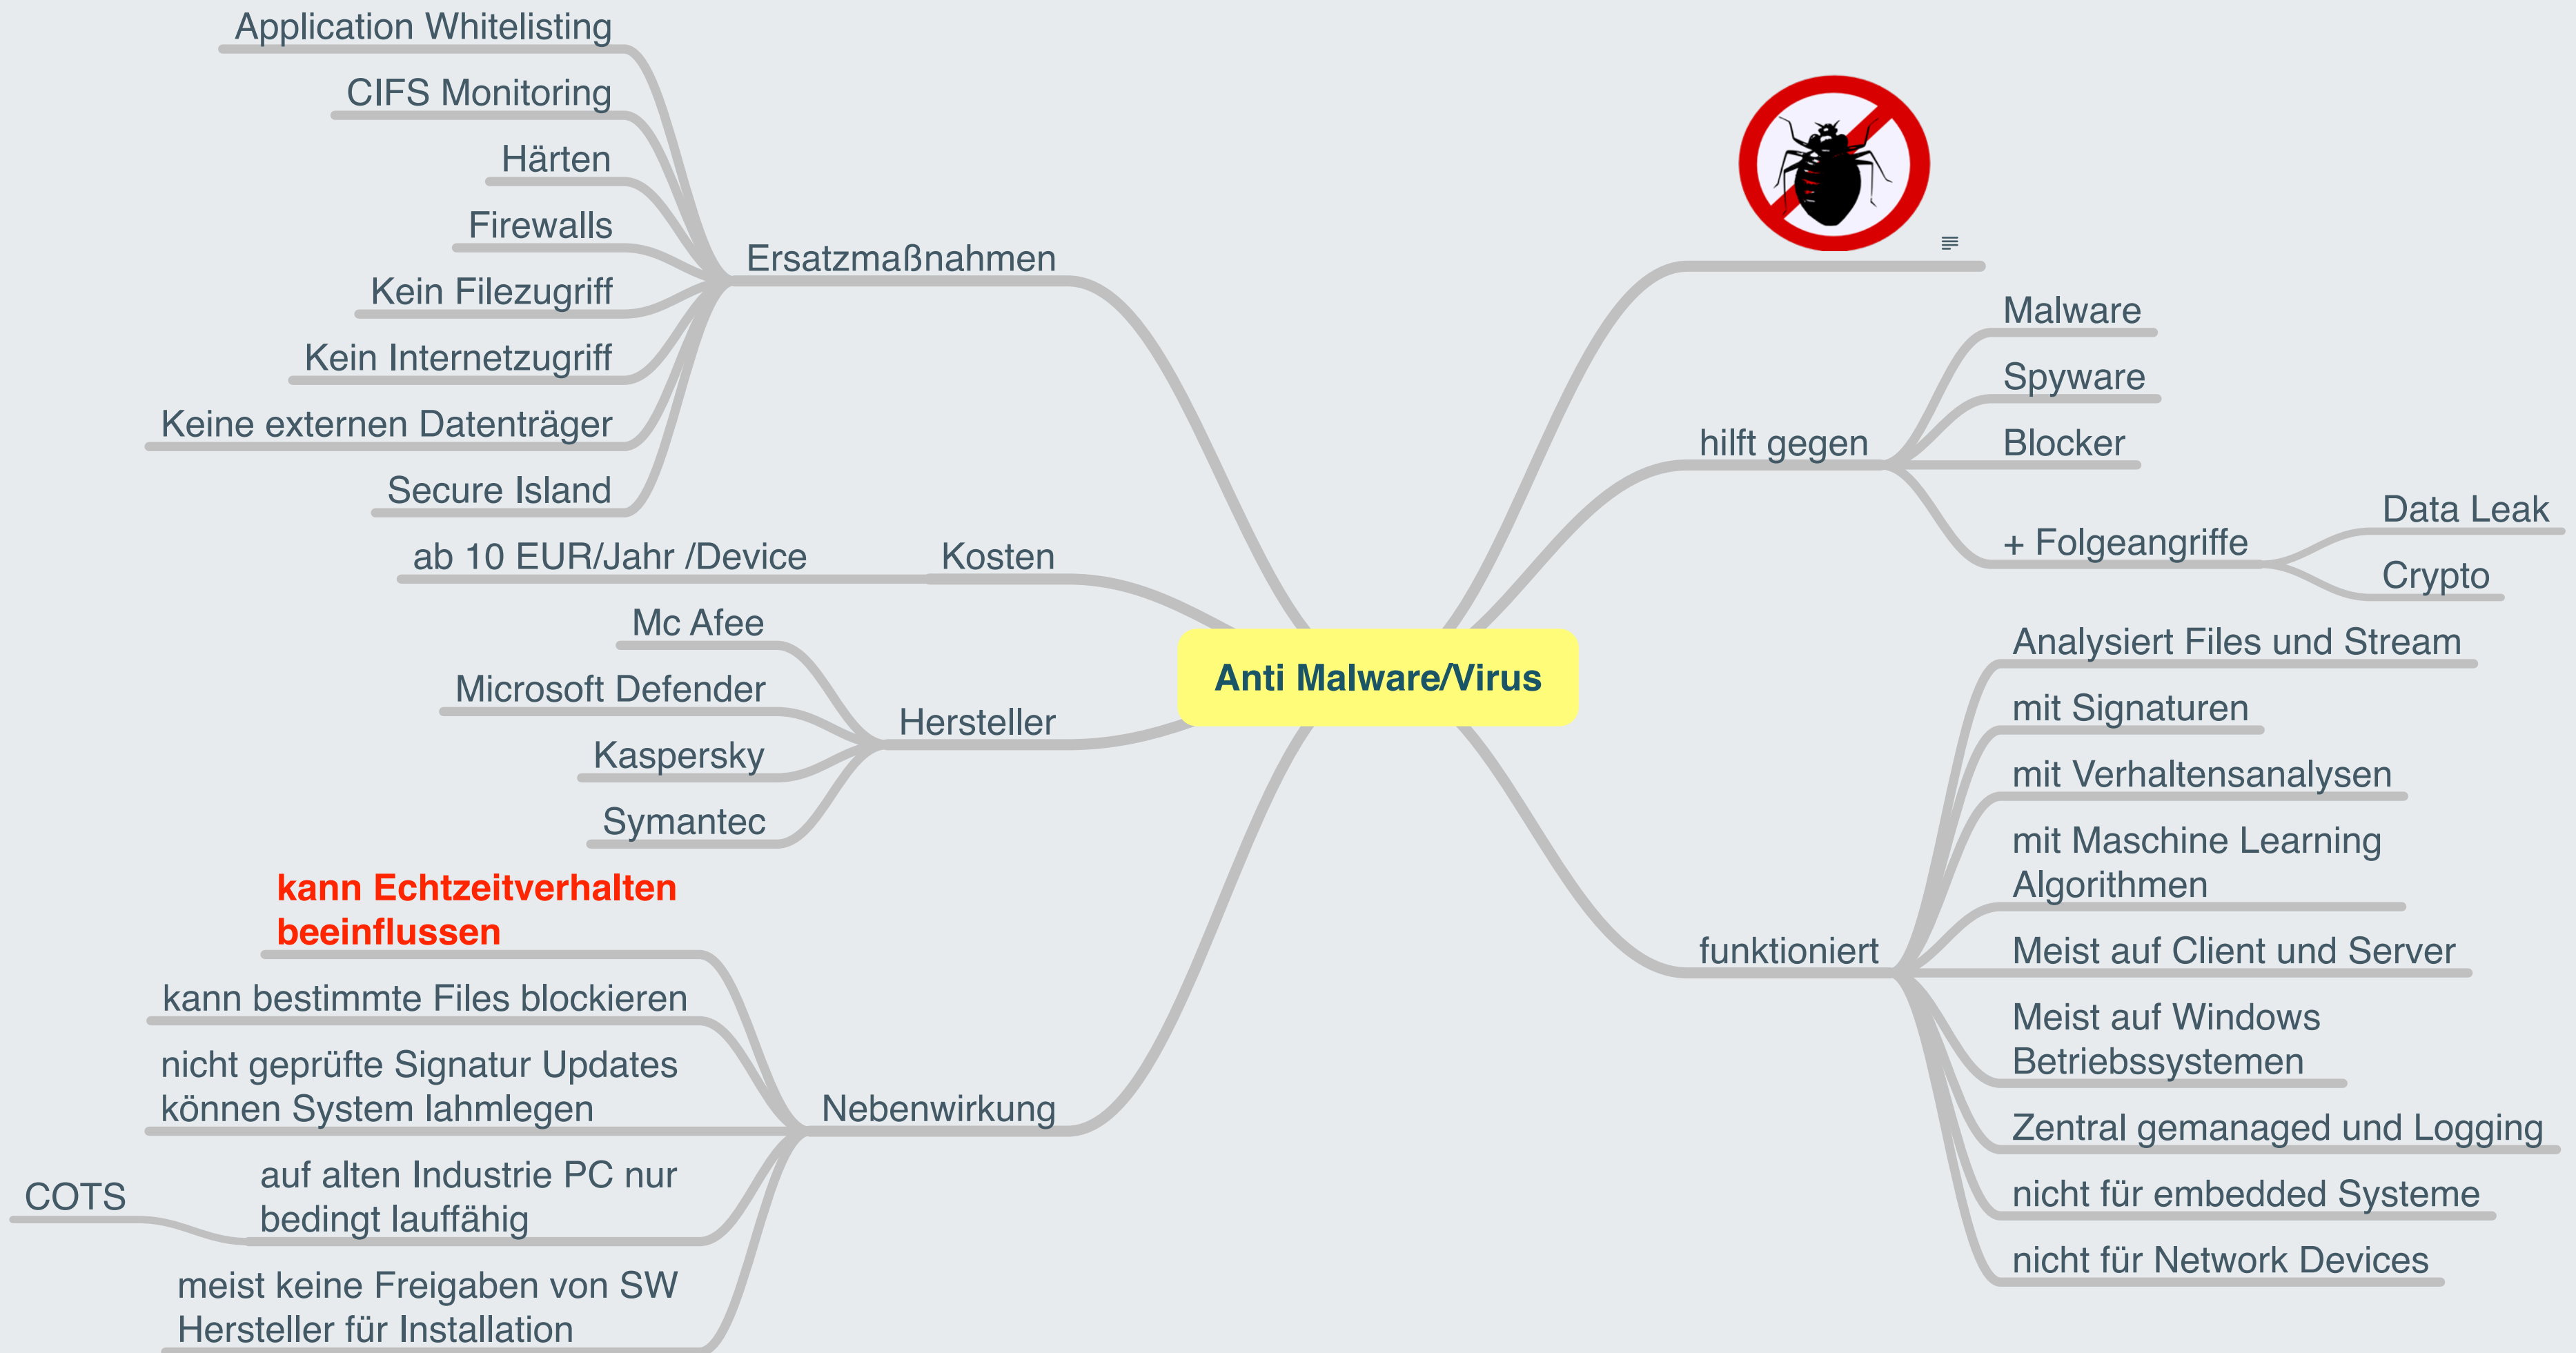 Application Whitelisting
CIFS Monitoring
Härten
Firewalls
Kein Filezugriff
Kein Internetzugriff
Keine externen Datenträger
Secure Island
Ersatzmaßnahmen
ab 10 EUR/Jahr /Device
Kosten
Mc Afee
Microsoft Defender
Kaspersky
Symantec
Hersteller
kann Echtzeitverhalten
beeinflussen
kann bestimmte Files blockieren
nicht geprüfte Signatur Updates
können System lahmlegen
COTS
auf alten Industrie PC nur
bedingt lauffähig
meist keine Freigaben von SW
Hersteller für Installation
Nebenwirkung
Anti Malware/Virus
hilft gegen
Malware
Spyware
Blocker
+ Folgeangriffe
Data Leak
Crypto
funktioniert
Analysiert Files und Stream
mit Signaturen
mit Verhaltensanalysen
mit Maschine Learning
Algorithmen
Meist auf Client und Server
Meist auf Windows
Betriebssystemen
Zentral gemanaged und Logging
nicht für embedded Systeme
nicht für Network Devices